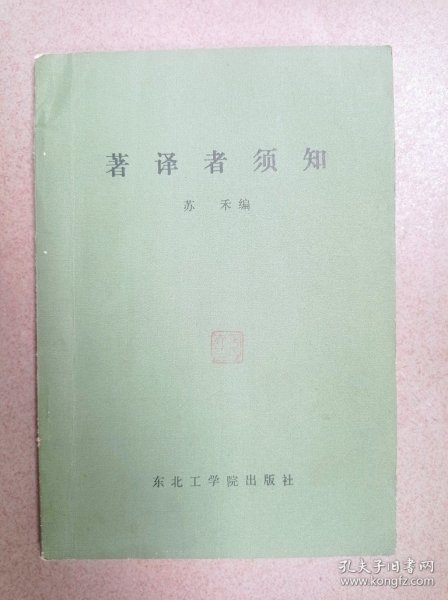 著译者须知
苏 禾编
东北工学院出版社
孔夫子旧书网
www.kongfz.com